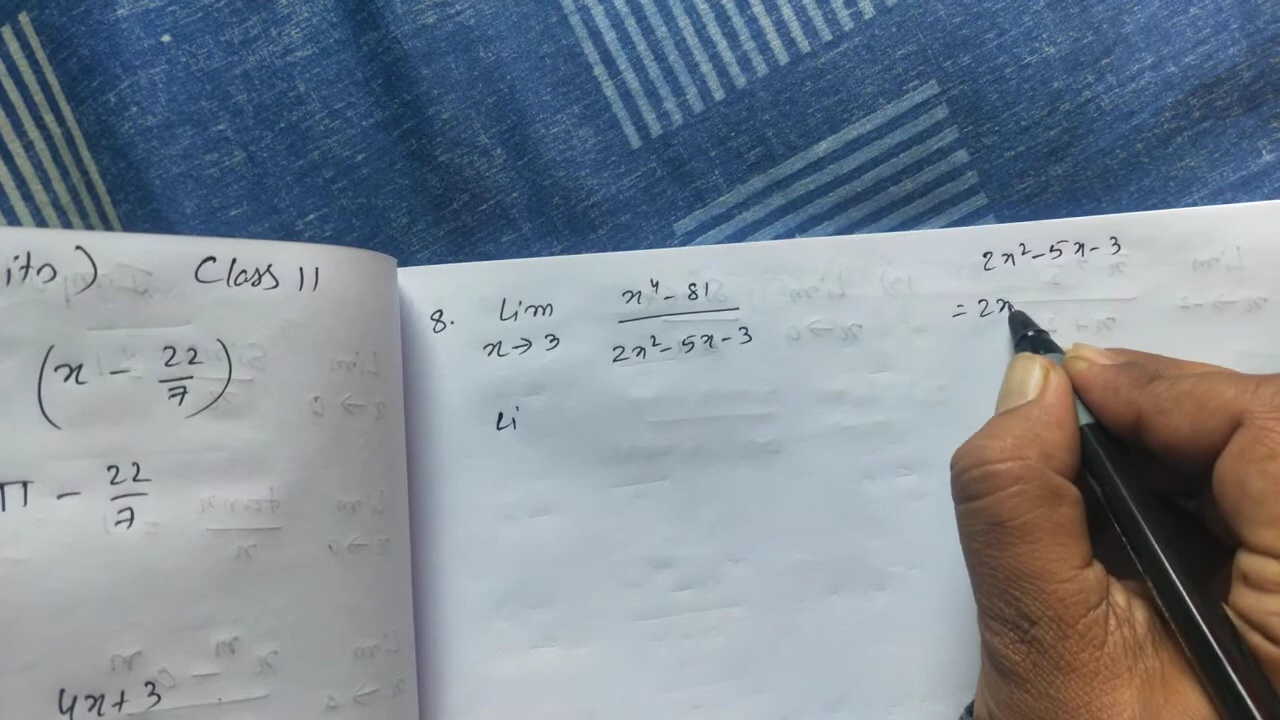 its) Class 11
(x - 22/7)
π - 22/7
4x+3
8. Lim x→3 x⁴ - 81 / 2x² - 5x - 3
Li
2x² - 5x - 3
= 2x